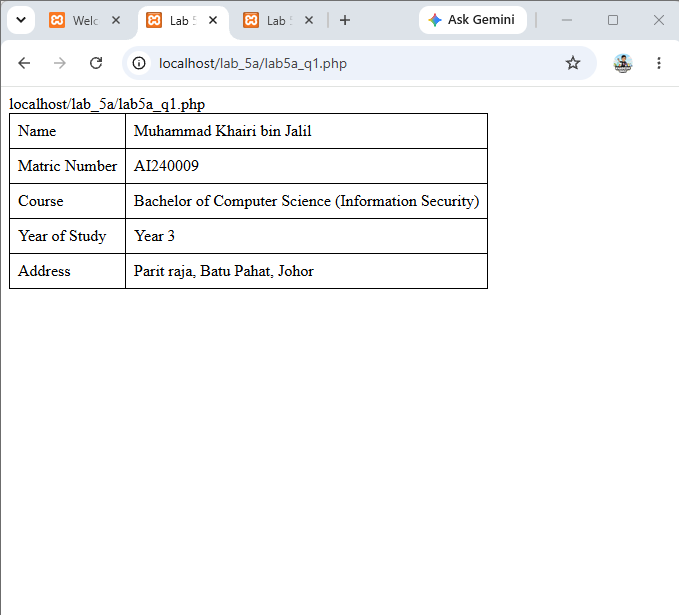 Welc
Lab 5
Lab 5
Ask Gemini
localhost/lab_5a/lab5a_q1.php
localhost/lab_5a/lab5a_q1.php
Name Muhammad Khairi bin Jalil
Matric Number AI240009
Course Bachelor of Computer Science (Information Security)
Year of Study Year 3
Address Parit raja, Batu Pahat, Johor